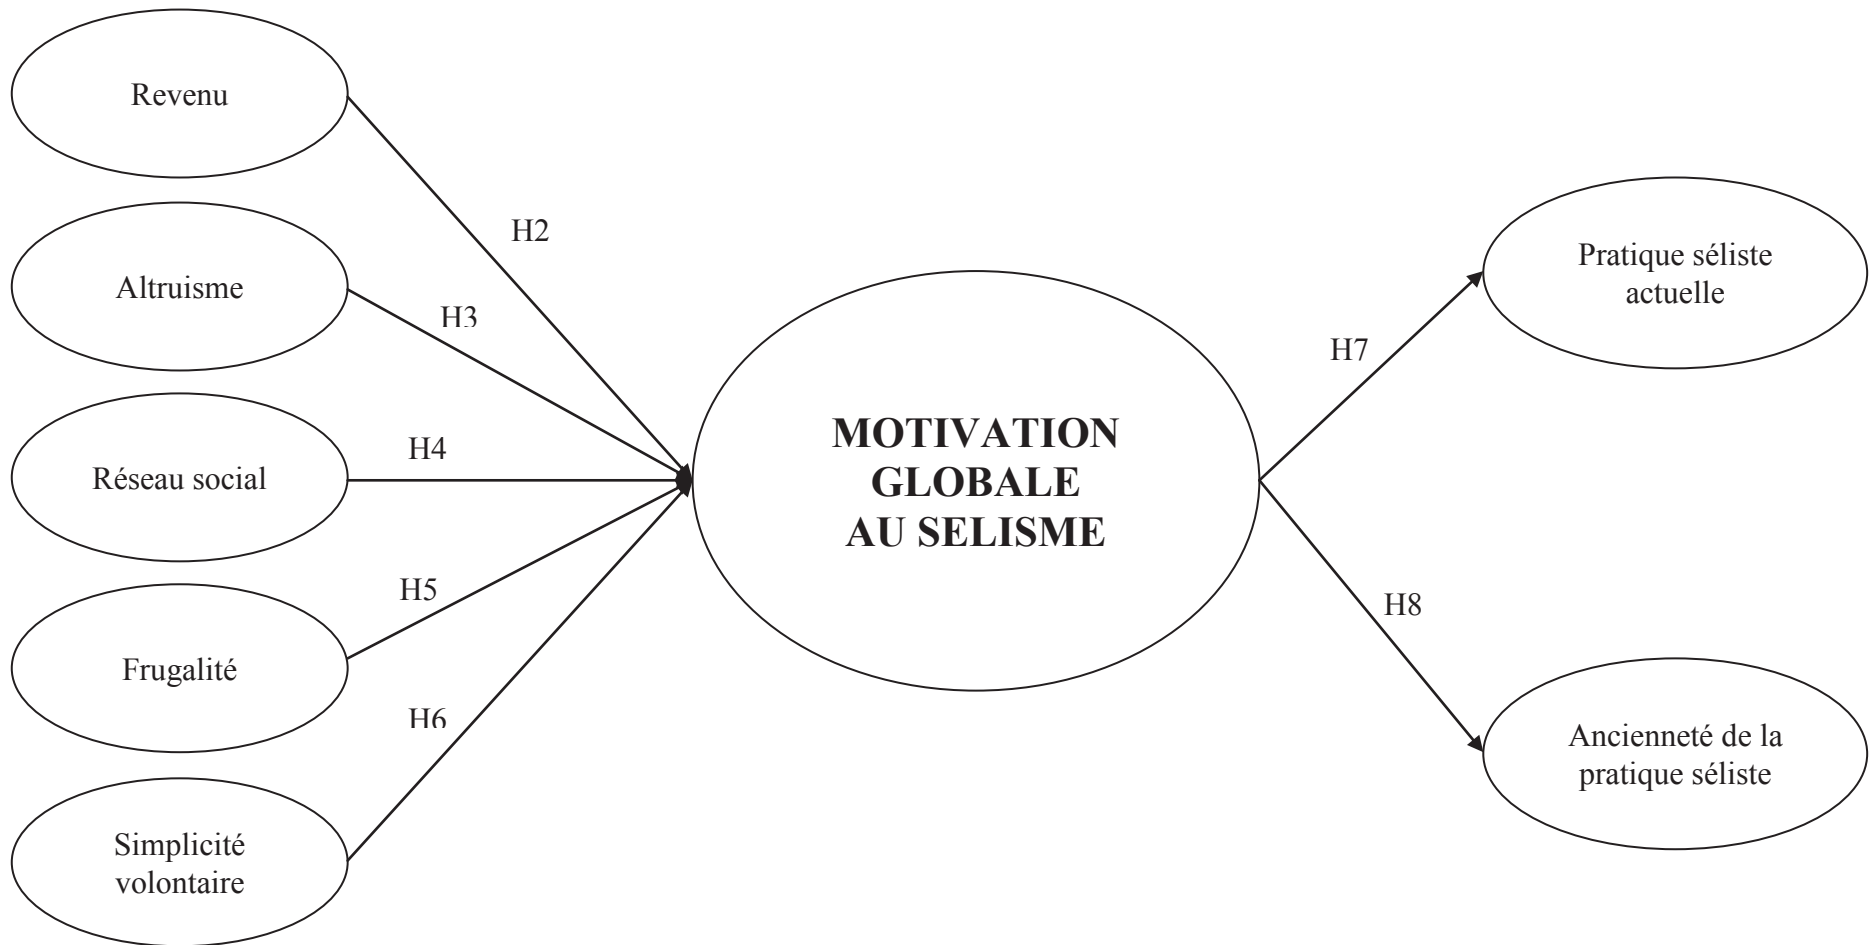 Revenu
H2
Altruisme
H3
Réseau social
H4
Frugalité
H5
Simplicité
volontaire
H6
MOTIVATION
GLOBALE
AU SELISME
H7
Pratique séliste
actuelle
H8
Ancienneté de la
pratique séliste